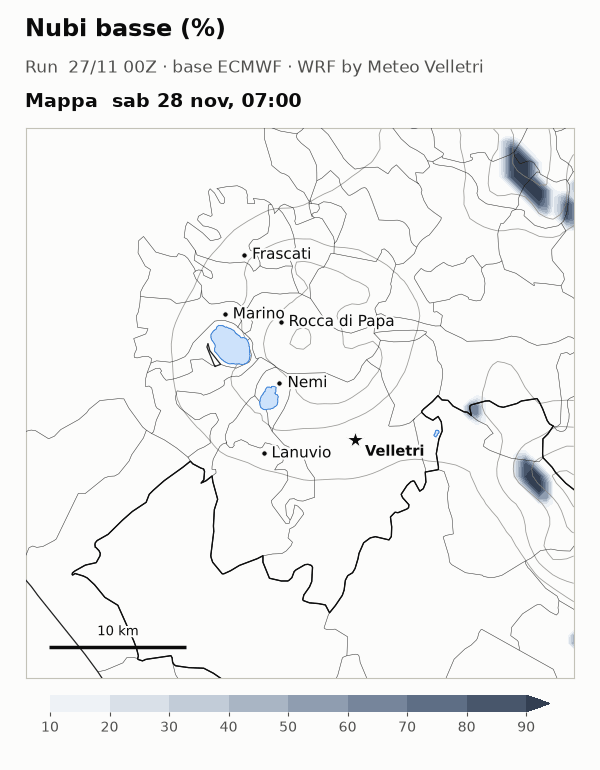 Nubi basse (%)
Run  27/11 00Z · base ECMWF · WRF by Meteo Velletri
Mappa  sab 28 nov, 07:00
Frascati
Marino
Rocca di Papa
Nemi
Velletri
Lanuvio
10 km
10 20 30 40 50 60 70 80 90